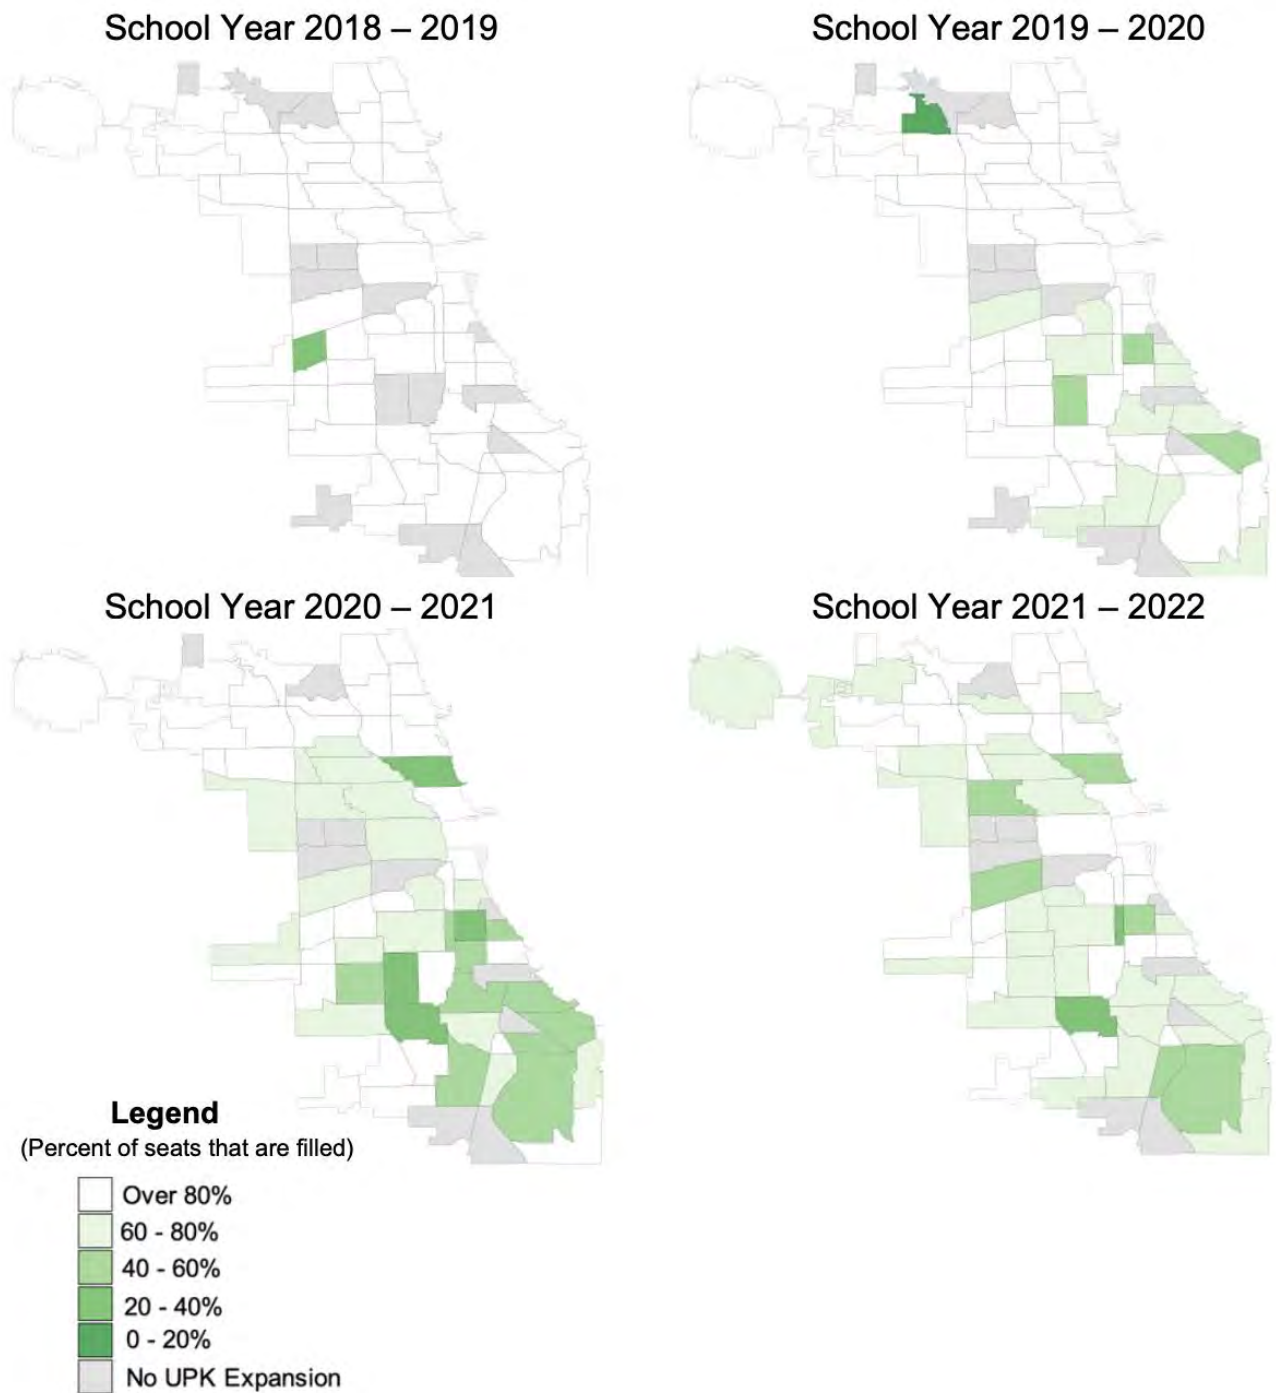 School Year 2018 – 2019
School Year 2019 – 2020
School Year 2020 – 2021
School Year 2021 – 2022
Legend
(Percent of seats that are filled)
Over 80%
60 - 80%
40 - 60%
20 - 40%
0 - 20%
No UPK Expansion